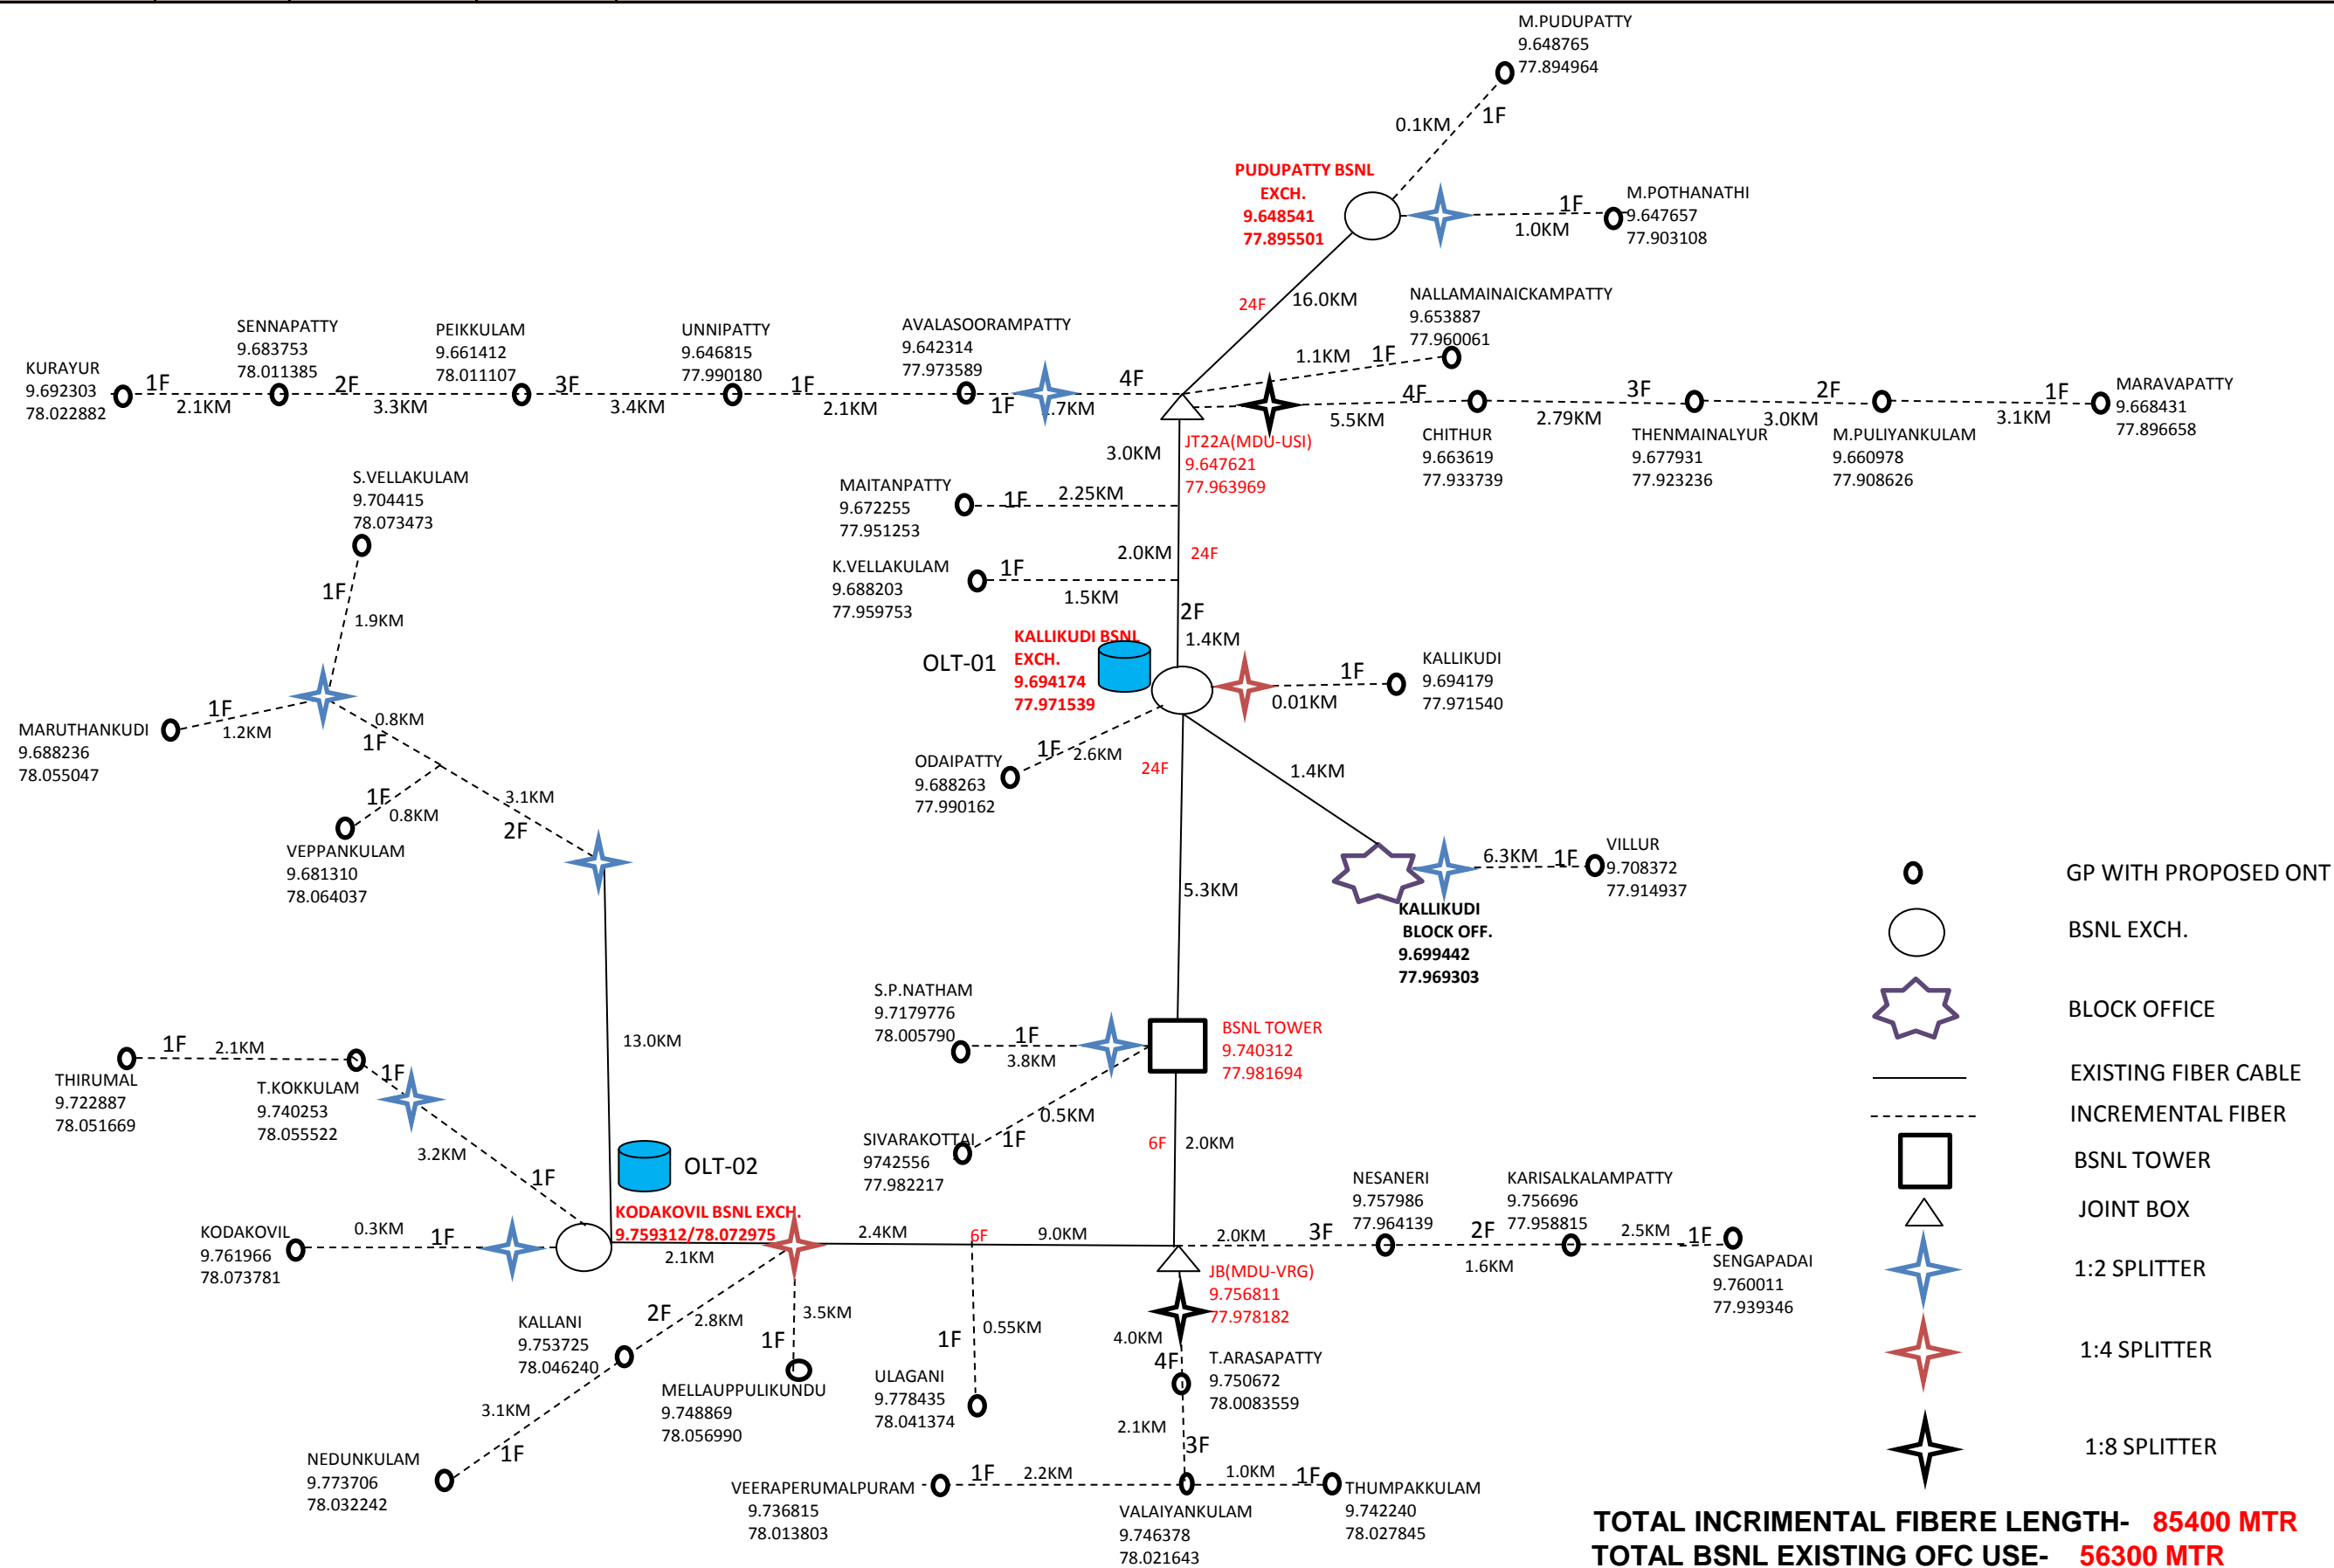 M.PUDUPATTY
9.648765
77.894964
0.1KM
1F
PUDUPATTY BSNL
EXCH.
9.648541
77.895501
1F
1.0KM
M.POTHANATHI
9.647657
77.903108
24F
16.0KM
NALLAMAINAICKAMPATTY
9.653887
77.960061
1.1KM
1F
KURAYUR
9.692303
78.022882
1F
2.1KM
SENNAPATTY
9.683753
78.011385
2F
3.3KM
PEIKKULAM
9.661412
78.011107
3F
3.4KM
UNNIPATTY
9.646815
77.990180
1F
2.1KM
AVALASOORAMPATTY
9.642314
77.973589
1F
4F
5.5KM
4F
CHITHUR
9.663619
77.933739
2.79KM
3F
THENMAINALYUR
9.677931
77.923236
3.0KM
2F
M.PULIYANKULAM
9.660978
77.908626
3.1KM
1F
MARAVAPATTY
9.668431
77.896658
3.0KM
JT22A(MDU-USI)
9.647621
77.963969
MAITANPATTY
9.672255
77.951253
1F
2.25KM
2.0KM
24F
K.VELLAKULAM
9.688203
77.959753
1F
1.5KM
2F
1.4KM
S.VELLAKULAM
9.704415
78.073473
1F
1.9KM
MARUTHANKUDI
9.688236
78.055047
1F
1.2KM
0.8KM
1F
1F
0.8KM
VEPPANKULAM
9.681310
78.064037
3.1KM
2F
OLT-01
KALLIKUDI BSNL
EXCH.
9.694174
77.971539
1F
0.01KM
KALLIKUDI
9.694179
77.971540
ODAIPATTY
9.688263
77.990162
1F
2.6KM
24F
1.4KM
5.3KM
6.3KM
1F
VILLUR
9.708372
77.914937
KALLIKUDI
BLOCK OFF.
9.699442
77.969303
GP WITH PROPOSED ONT
BSNL EXCH.
BLOCK OFFICE
EXISTING FIBER CABLE
INCREMENTAL FIBER
BSNL TOWER
JOINT BOX
1:2 SPLITTER
1:4 SPLITTER
1:8 SPLITTER
13.0KM
S.P.NATHAM
9.7179776
78.005790
1F
3.8KM
BSNL TOWER
9.740312
77.981694
0.5KM
1F
SIVARAKOTTAI
9742556
77.982217
6F
2.0KM
THIRUMAL
9.722887
78.051669
1F
2.1KM
T.KOKKULAM
9.740253
78.055522
1F
3.2KM
1F
OLT-02
KODAKOVIL BSNL EXCH.
9.759312/78.072975
KODAKOVIL
9.761966
78.073781
0.3KM
1F
2.1KM
2.4KM
6F
9.0KM
2.0KM
3F
NESANERI
9.757986
77.964139
2F
1.6KM
KARISALKALAMPATTY
9.756696
77.958815
2.5KM
1F
SENGAPADAI
9.760011
77.939346
JB(MDU-VRG)
9.756811
77.978182
KALLANI
9.753725
78.046240
2F
2.8KM
3.5KM
1F
MELLAUPPULIKUNDU
9.748869
78.056990
1F
0.55KM
ULAGANI
9.778435
78.041374
4.0KM
4F
T.ARASAPATTY
9.750672
78.0083559
2.1KM
3F
3.1KM
1F
NEDUNKULAM
9.773706
78.032242
VEERAPERUMALPURAM
9.736815
78.013803
1F
2.2KM
VALAIYANKULAM
9.746378
78.021643
1.0KM
1F
THUMPAKKULAM
9.742240
78.027845
TOTAL INCRIMENTAL FIBERE LENGTH- 85400 MTR
TOTAL BSNL EXISTING OFC USE- 56300 MTR